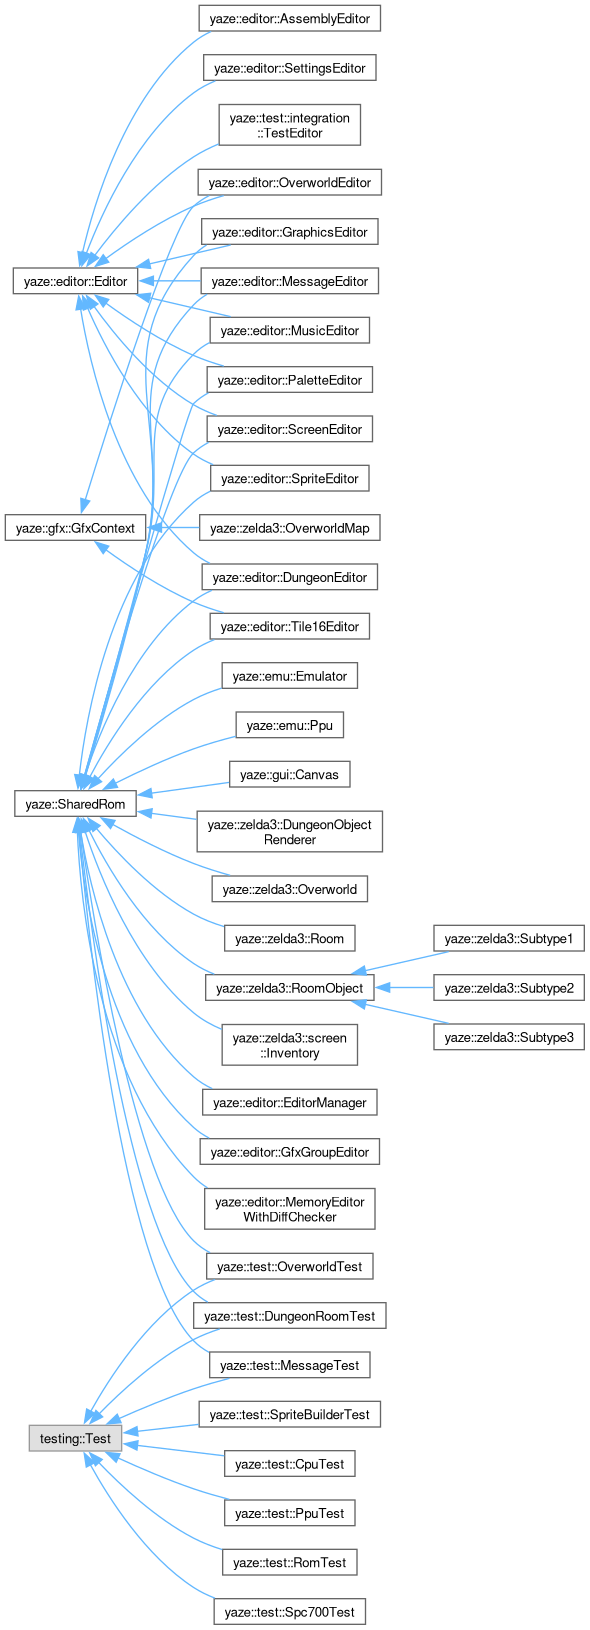 yaze::editor::AssemblyEditor
yaze::editor::SettingsEditor
yaze::test::integration
::TestEditor
yaze::editor::OverworldEditor
yaze::editor::GraphicsEditor
yaze::editor::Editor
yaze::editor::MessageEditor
yaze::editor::MusicEditor
yaze::editor::PaletteEditor
yaze::editor::ScreenEditor
yaze::editor::SpriteEditor
yaze::gfx::GfxContext
yaze::zelda3::OverworldMap
yaze::editor::DungeonEditor
yaze::editor::Tile16Editor
yaze::emu::Emulator
yaze::emu::Ppu
yaze::gui::Canvas
yaze::SharedRom
yaze::zelda3::DungeonObject
Renderer
yaze::zelda3::Overworld
yaze::zelda3::Room
yaze::zelda3::Subtype1
yaze::zelda3::RoomObject
yaze::zelda3::Subtype2
yaze::zelda3::Subtype3
yaze::zelda3::screen
::Inventory
yaze::editor::EditorManager
yaze::editor::GfxGroupEditor
yaze::editor::MemoryEditor
WithDiffChecker
yaze::test::OverworldTest
yaze::test::DungeonRoomTest
yaze::test::MessageTest
yaze::test::SpriteBuilderTest
testing::Test
yaze::test::CpuTest
yaze::test::PpuTest
yaze::test::RomTest
yaze::test::Spc700Test